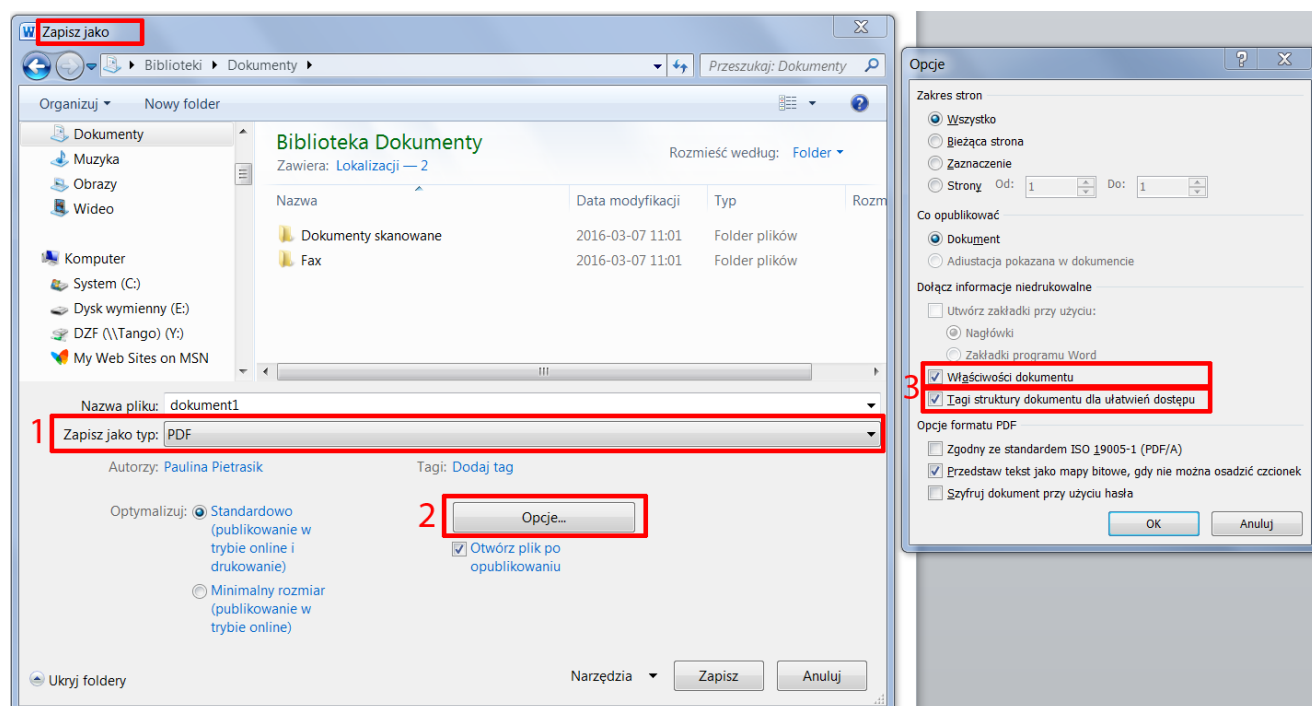 Zapisz jako
Biblioteki Dokumenty
Przeszukaj: Dokumenty
Organizuj
Nowy folder
Dokumenty
Muzyka
Obrazy
Wideo
Komputer
System (C:)
Dysk wymienny (E:)
DZF (\\Tango) (Y:)
My Web Sites on MSN
Biblioteka Dokumenty
Zawiera: Lokalizacji — 2
Rozmieść według: Folder
Nazwa Data modyfikacji Typ Rozm
Dokumenty skanowane 2016-03-07 11:01 Folder plików
Fax 2016-03-07 11:01 Folder plików
Nazwa pliku: dokument1
1 Zapisz jako typ: PDF
Autorzy: Paulina Pietrasik
Tagi: Dodaj tag
Optymalizuj: Standardowo
(publikowanie w
trybie online i
drukowanie)
Minimalny rozmiar
(publikowanie w
trybie online)
2 Opcje...
Otwórz plik po
opublikowaniu
Ukryj foldery
Narzędzia Zapisz Anuluj
Opcje
Zakres stron
Wszystko
Bieżąca strona
Zaznaczenie
Strony Od: 1 Do: 1
Co opublikować
Dokument
Adiustacja pokazana w dokumencie
Dołącz informacje niedrukowalne
Utwórz zakładki przy użyciu:
Nagłówki
Zakładki programu Word
3 Właściwości dokumentu
Tagi struktury dokumentu dla ułatwień dostępu
Opcje formatu PDF
Zgodny ze standardem ISO 19005-1 (PDF/A)
Przedstaw tekst jako mapy bitowe, gdy nie można osadzić czcionek
Szyfruj dokument przy użyciu hasła
OK Anuluj